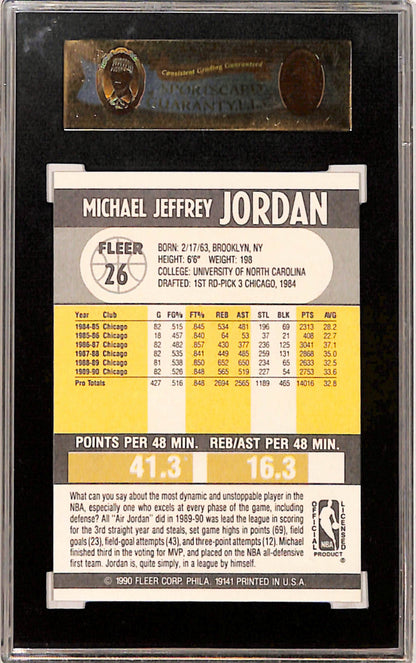 Consistent Grading Guaranteed
SPORTSCARD
GUARANTY LLC
MICHAEL JEFFREY JORDAN
FLEER
26
BORN: 2/17/63, BROOKLYN, NY
HEIGHT: 6'6" WEIGHT: 198
COLLEGE: UNIVERSITY OF NORTH CAROLINA
DRAFTED: 1ST RD-PICK 3 CHICAGO, 1984
Year Club G FG% FT% REB AST STL BLK PTS AVG
1984-85 Chicago 82 .515 .845 534 481 196 69 2313 28.2
1985-86 Chicago 18 .457 .840 64 53 37 21 408 22.7
1986-87 Chicago 82 .482 .857 430 377 236 125 3041 37.1
1987-88 Chicago 82 .535 .841 449 485 259 131 2868 35.0
1988-89 Chicago 81 .538 .850 652 650 234 65 2633 32.5
1989-90 Chicago 82 .526 .848 565 519 227 54 2753 33.6
Pro Totals 427 .516 .848 2694 2565 1189 465 14016 32.8
POINTS PER 48 MIN. REB/AST PER 48 MIN.
41.3 16.3
What can you say about the most dynamic and unstoppable player in the
NBA, especially one who excels at every phase of the game, including
defense? All "Air Jordan" did in 1989-90 was lead the league in scoring
for the 3rd straight year and steals, set game highs in points (69), field
goals (23), field-goal attempts (43), and three-point attempts (12). Michael
finished third in the voting for MVP, and placed on the NBA all-defensive
first team. Jordan is, quite simply, in a league by himself.
OFFICIAL LICENSED
NBA
PRODUCT ®
© 1990 FLEER CORP. PHILA. 19141 PRINTED IN U.S.A.